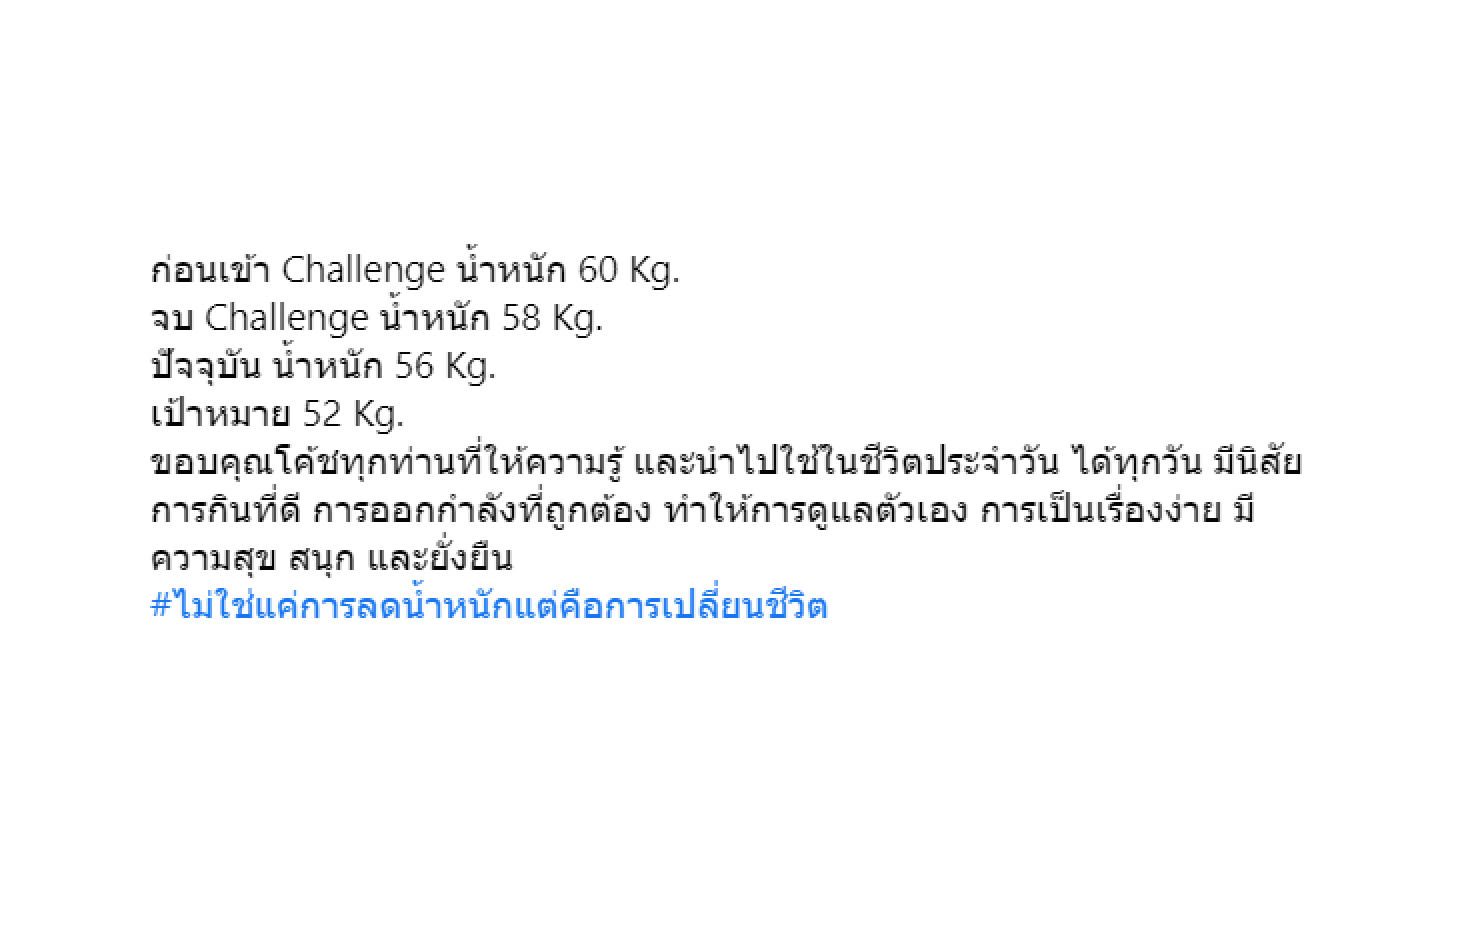 ก่อนเข้า Challenge น้ำหนัก 60 Kg.
จบ Challenge น้ำหนัก 58 Kg.
ปัจจุบัน น้ำหนัก 56 Kg.
เป้าหมาย 52 Kg.
ขอบคุณโค้ชทุกท่านที่ให้ความรู้ และนำไปใช้ในชีวิตประจำวัน ได้ทุกวัน มีนิสัย
การกินที่ดี การออกกำลังที่ถูกต้อง ทำให้การดูแลตัวเอง การเป็นเรื่องง่าย มี
ความสุข สนุก และยั่งยืน
#ไม่ใช่แค่การลดน้ำหนักแต่คือการเปลี่ยนชีวิต